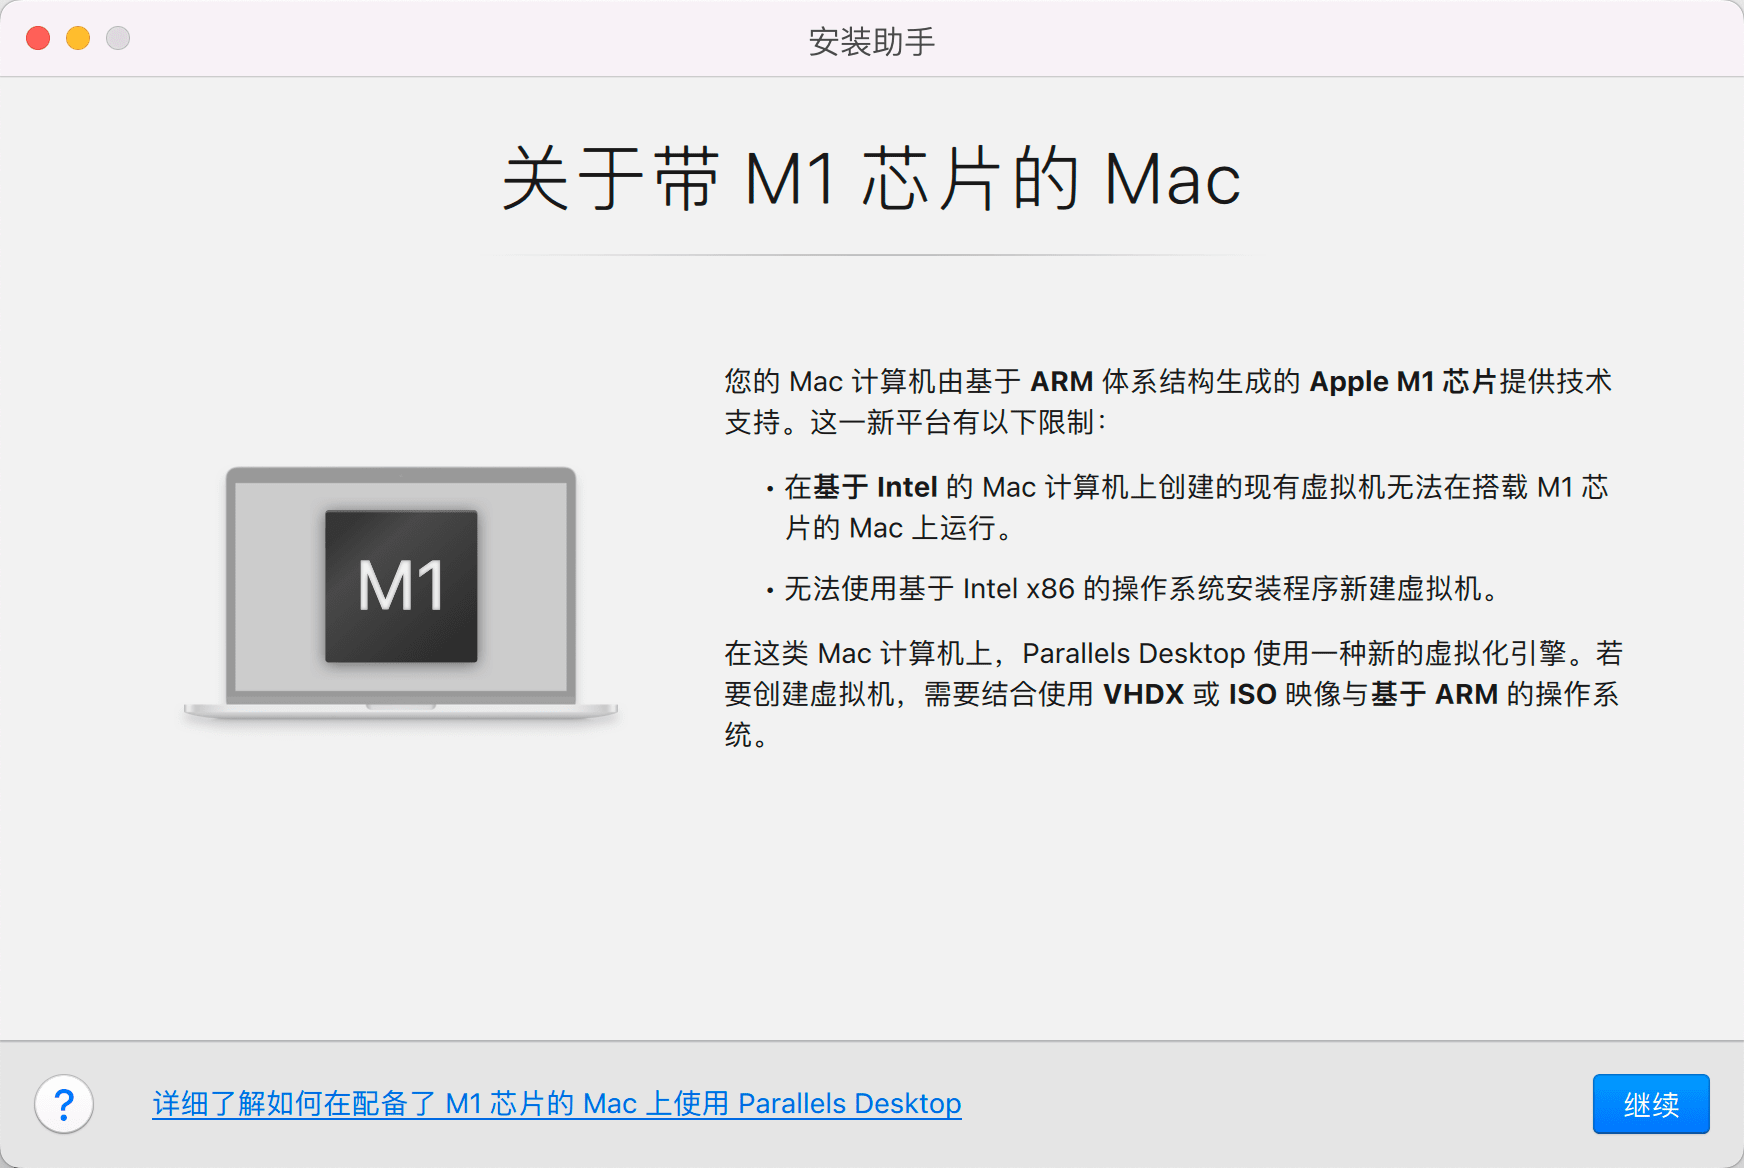 安装助手
关于带 M1 芯片的 Mac
您的 Mac 计算机由基于 ARM 体系结构生成的 Apple M1 芯片提供技术
支持。这一新平台有以下限制：
• 在基于 Intel 的 Mac 计算机上创建的现有虚拟机无法在搭载 M1 芯
片的 Mac 上运行。
• 无法使用基于 Intel x86 的操作系统安装程序新建虚拟机。
M1
在这类 Mac 计算机上，Parallels Desktop 使用一种新的虚拟化引擎。若
要创建虚拟机，需要结合使用 VHDX 或 ISO 映像与基于 ARM 的操作系
统。
?
详细了解如何在配备了 M1 芯片的 Mac 上使用 Parallels Desktop
继续